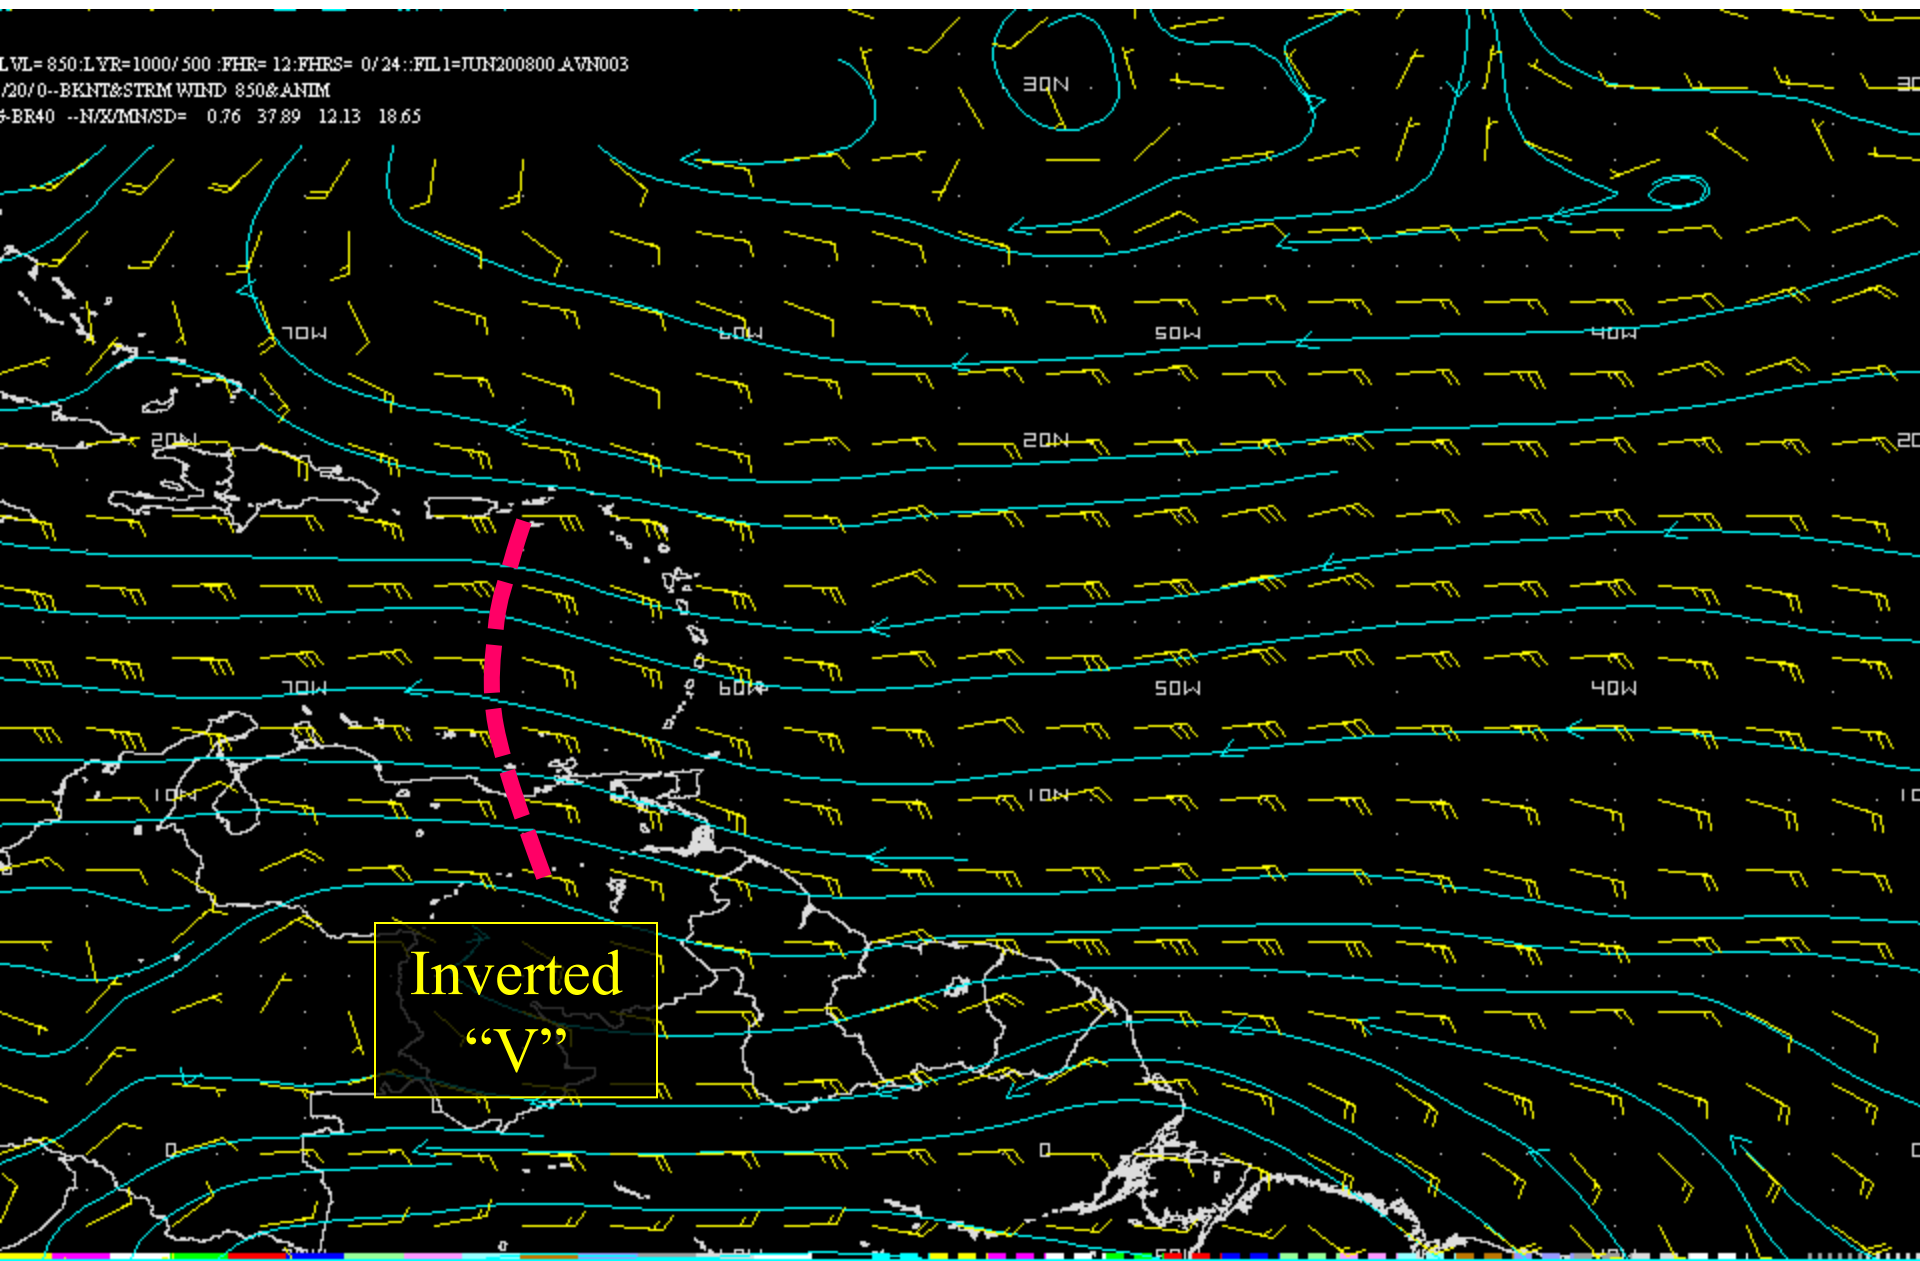 LVL= 850:LYR=1000/ 500 :FHR= 12:FHRS= 0/ 24::FIL1=JUN200800.AVN003
/20/ 0--BKNT&STRM WIND 850&ANIM
-BR40 --N/X/MN/SD= 0.76 37.89 12.13 18.65
30N
70W 60W 50W 40W
20N 20N 20
70W 60W 50W 40W
10N 10N 10
Inverted
“V”
0 0